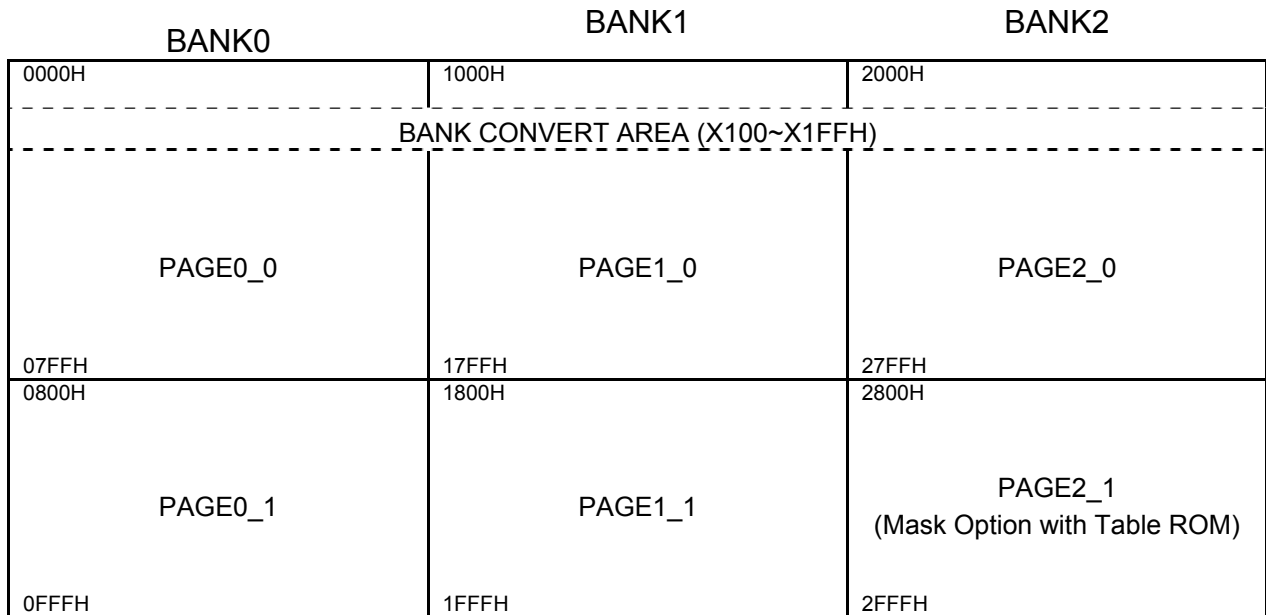 BANK0 BANK1 BANK2
0000H 1000H 2000H
BANK CONVERT AREA (X100~X1FFH)
PAGE0_0 PAGE1_0 PAGE2_0
07FFH 17FFH 27FFH
0800H 1800H 2800H
PAGE0_1 PAGE1_1 PAGE2_1
(Mask Option with Table ROM)
0FFFH 1FFFH 2FFFH